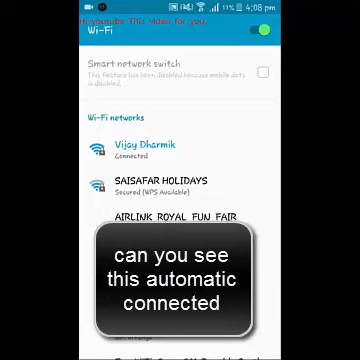 11% 4:08 pm
Hi youtube This video for you.
Wi-Fi
Smart network switch
This feature has been disabled because mobile data
is disabled.
Wi-Fi networks
Vijay Dharmik
Connected
SAISAFAR HOLIDAYS
Secured (WPS Available)
AIRLINK ROYAL FUN FAIR
can you see
this automatic
connected